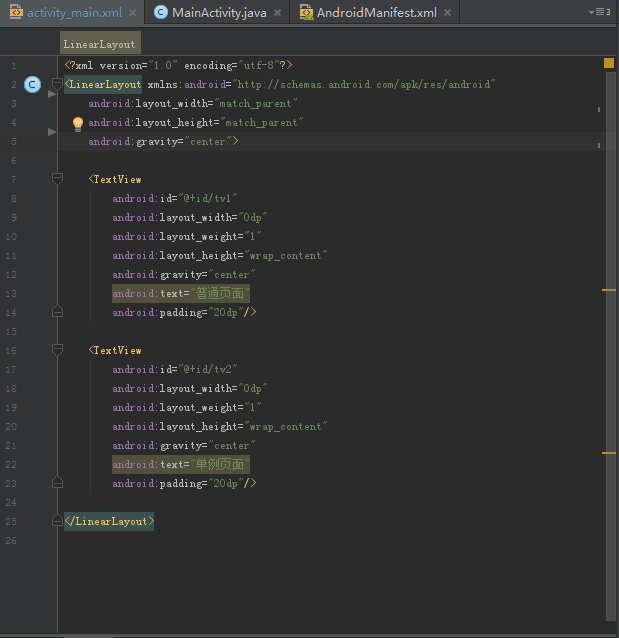 activity_main.xml × MainActivity.java × AndroidManifest.xml × 3
LinearLayout
1 <?xml version="1.0" encoding="utf-8"?>
2 C <LinearLayout xmlns:android="http://schemas.android.com/apk/res/android"
3 android:layout_width="match_parent"
4 android:layout_height="match_parent"
5 android:gravity="center">
6
7 <TextView
8 android:id="@+id/tv1"
9 android:layout_width="0dp"
10 android:layout_weight="1"
11 android:layout_height="wrap_content"
12 android:gravity="center"
13 android:text="普通页面"
14 android:padding="20dp"/>
15
16 <TextView
17 android:id="@+id/tv2"
18 android:layout_width="0dp"
19 android:layout_weight="1"
20 android:layout_height="wrap_content"
21 android:gravity="center"
22 android:text="单例页面"
23 android:padding="20dp"/>
24
25 </LinearLayout>
26